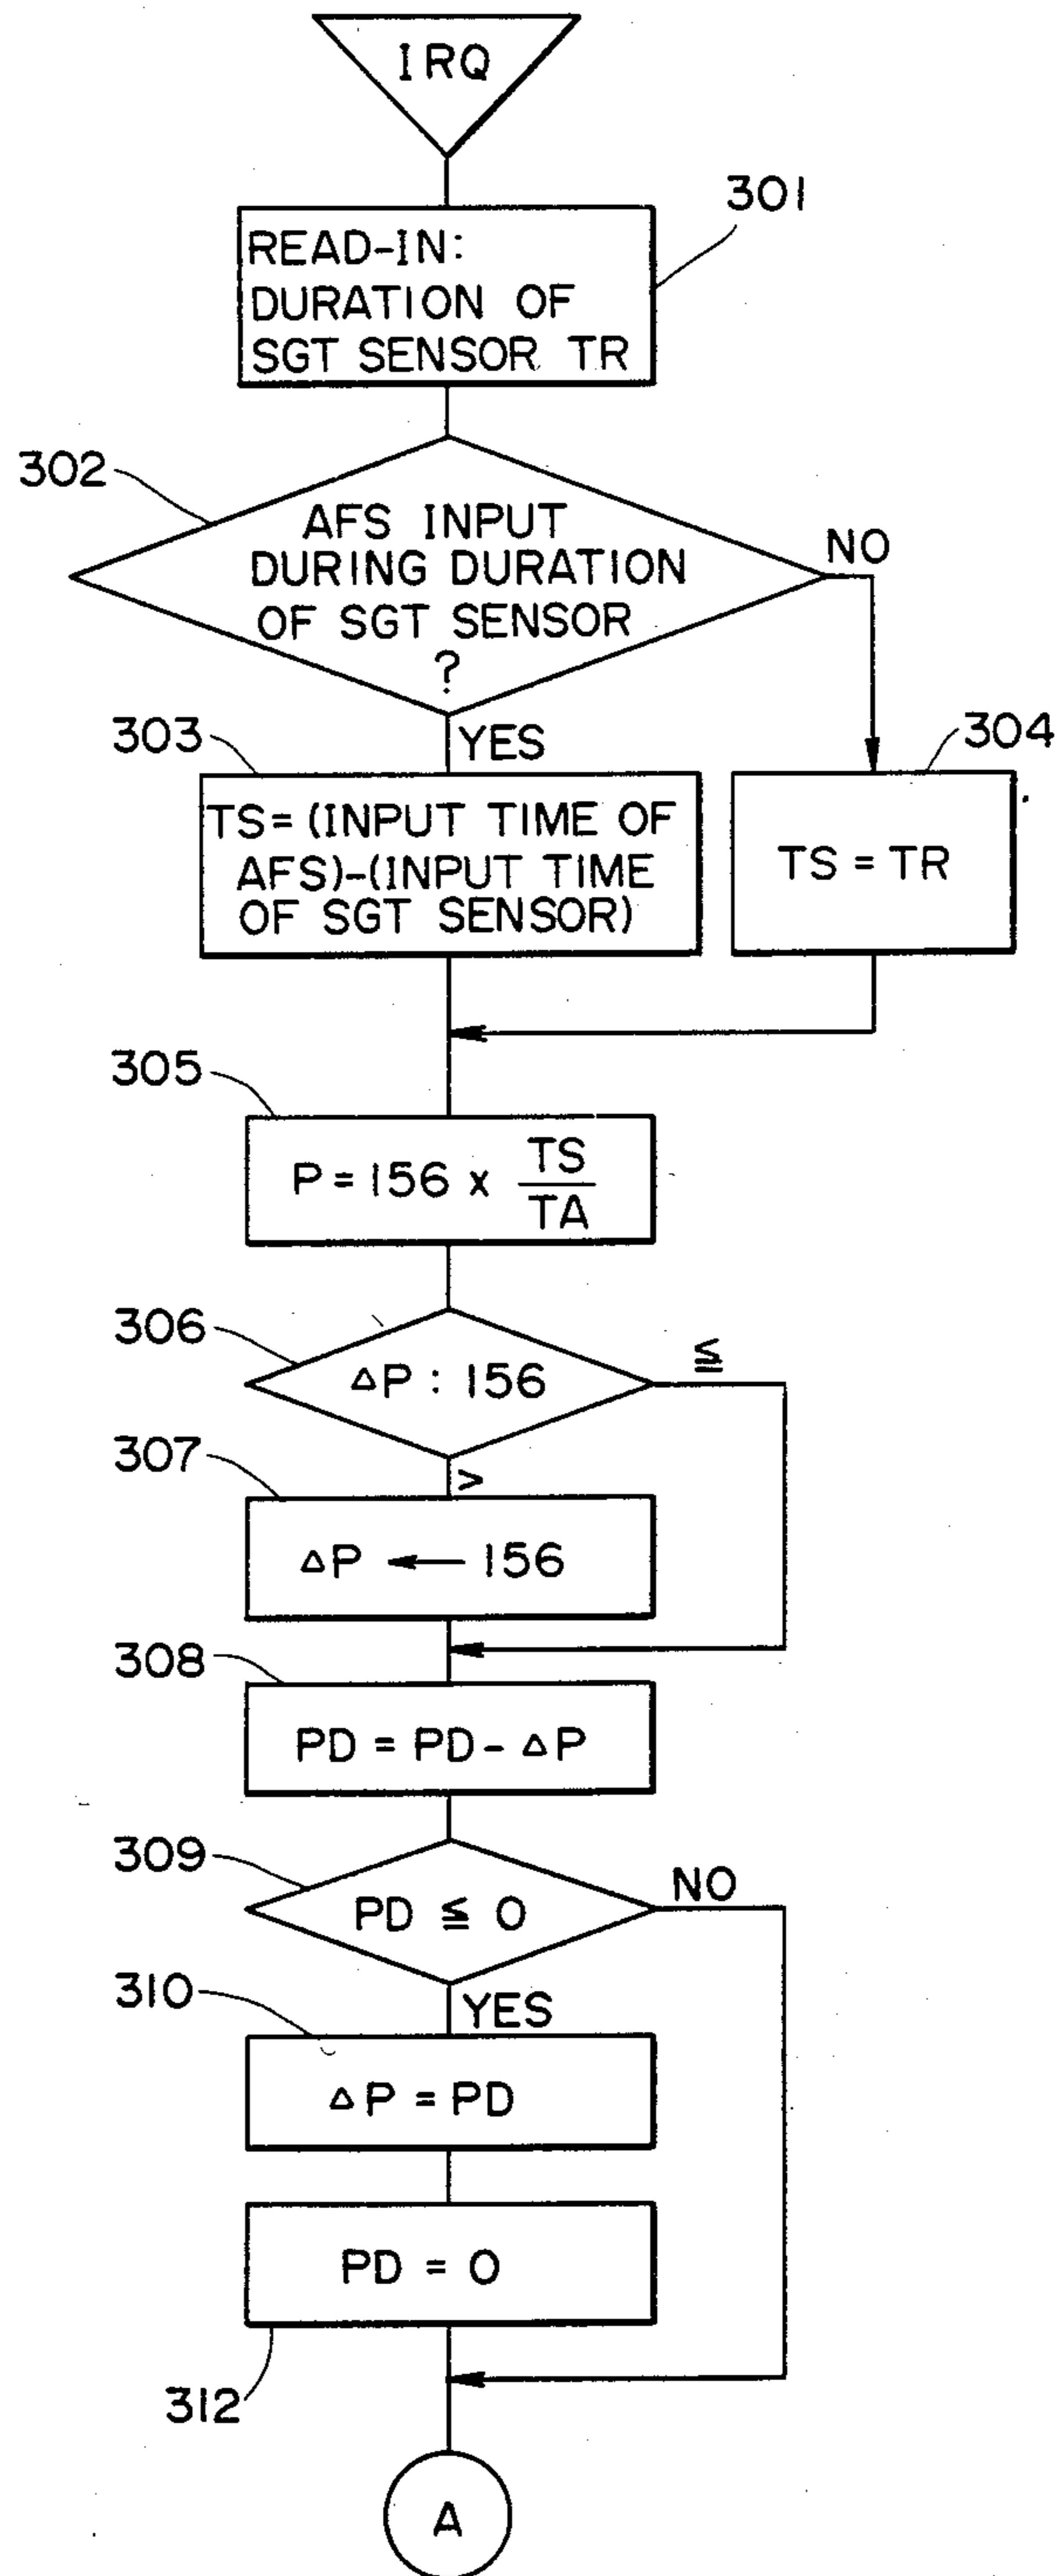 IRQ
301
READ-IN:
DURATION OF
SGT SENSOR TR
302
AFS INPUT
DURING DURATION
OF SGT SENSOR
?
NO
YES
303
TS = (INPUT TIME OF
AFS)-(INPUT TIME
OF SGT SENSOR)
304
TS = TR
305
P = 156 x TS
TA
306
ΔP : 156
≦
>
307
ΔP ← 156
308
PD = PD - ΔP
309
PD ≦ 0
NO
YES
310
ΔP = PD
PD = 0
312
A